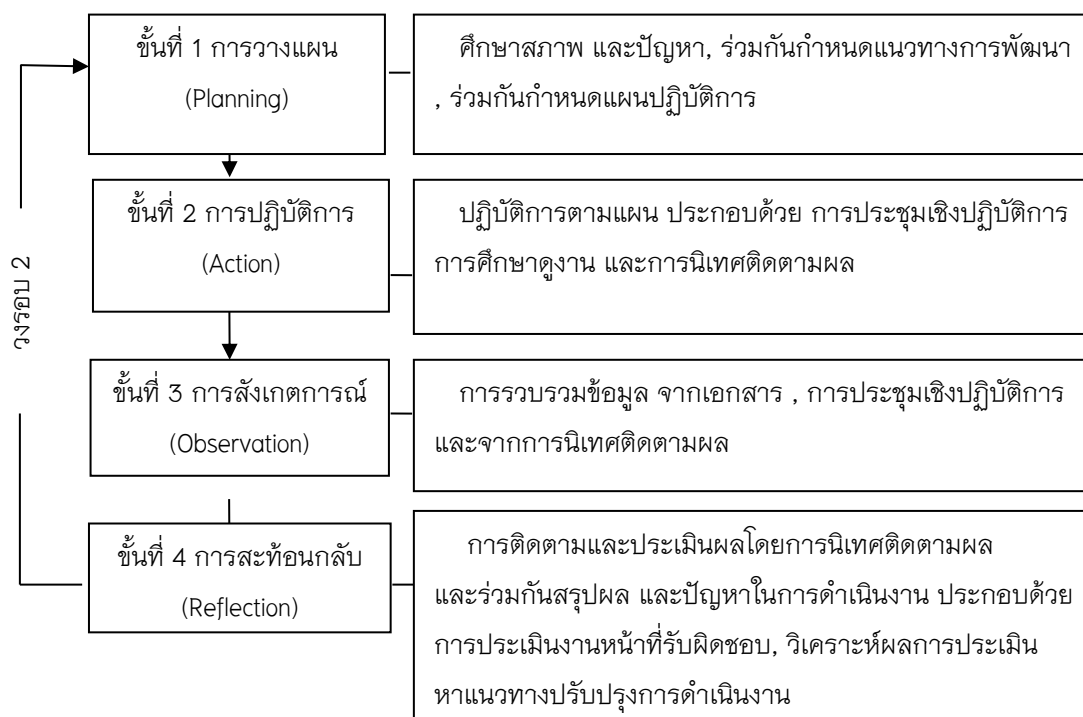 ขั้นที่ 1 การวางแผน
(Planning)
ศึกษาสภาพ และปัญหา, ร่วมกันกำหนดแนวทางการพัฒนา
, ร่วมกันกำหนดแผนปฏิบัติการ
ขั้นที่ 2 การปฏิบัติการ
(Action)
ปฏิบัติการตามแผน ประกอบด้วย การประชุมเชิงปฏิบัติการ
การศึกษาดูงาน และการนิเทศติดตามผล
วงรอบ 2
ขั้นที่ 3 การสังเกตการณ์
(Observation)
การรวบรวมข้อมูล จากเอกสาร , การประชุมเชิงปฏิบัติการ
และจากการนิเทศติดตามผล
ขั้นที่ 4 การสะท้อนกลับ
(Reflection)
การติดตามและประเมินผลโดยการนิเทศติดตามผล
และร่วมกันสรุปผล และปัญหาในการดำเนินงาน ประกอบด้วย
การประเมินงานหน้าที่รับผิดชอบ, วิเคราะห์ผลการประเมิน
หาแนวทางปรับปรุงการดำเนินงาน